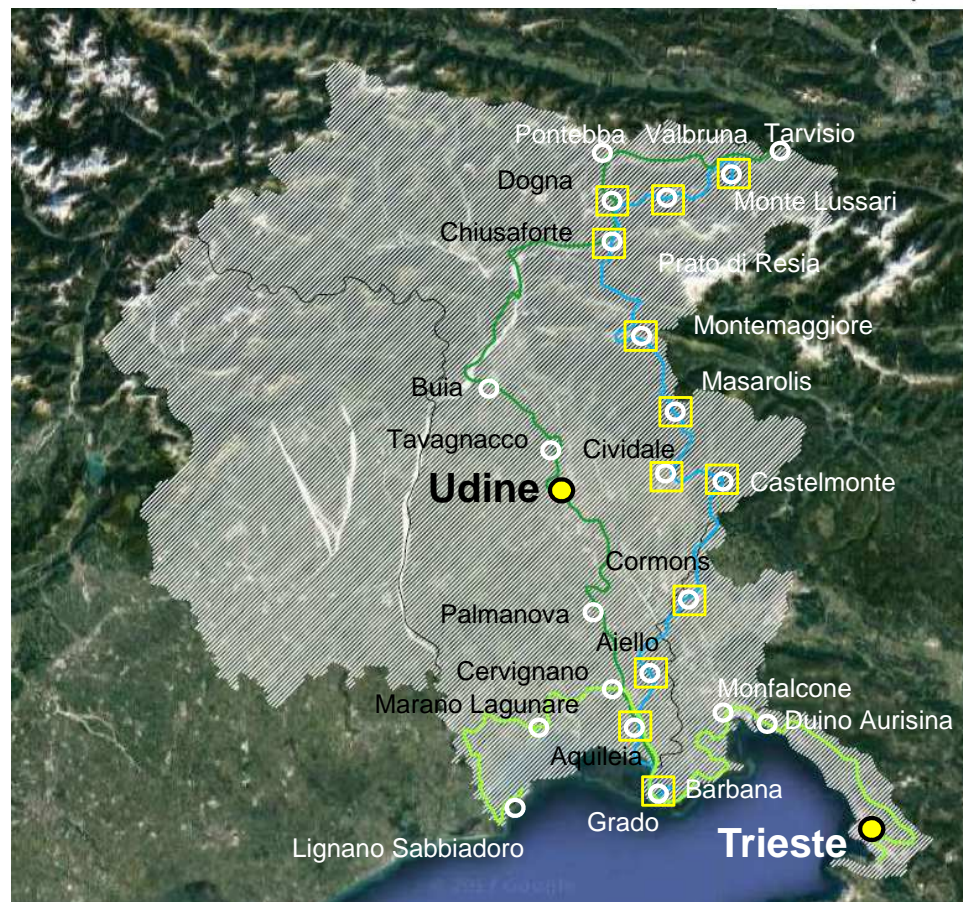 Pontebba
Valbruna
Tarvisio
Dogna
Monte Lussari
Chiusaforte
Prato di Resia
Montemaggiore
Buia
Masarolis
Tavagnacco
Cividale
Udine
Castelmonte
Cormons
Palmanova
Aiello
Cervignano
Monfalcone
Marano Lagunare
Duino Aurisina
Aquileia
Barbana
Grado
Trieste
Lignano Sabbiadoro